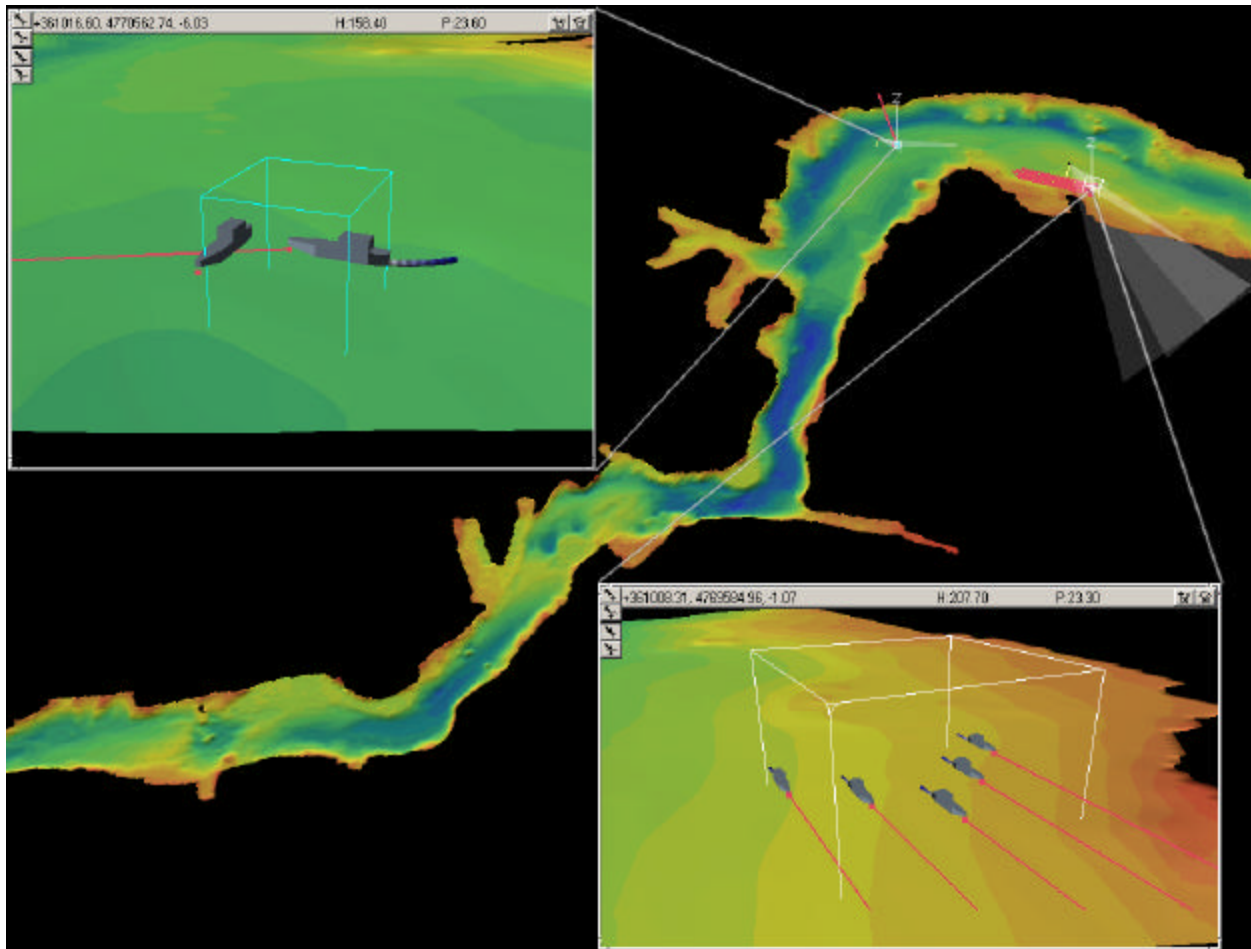 +361016.60, 4770562.74, -6.03 H:158.40 P:23.60
Z
Z
+361008.31, 4769584.96, -1.07 H:207.70 P:23.30